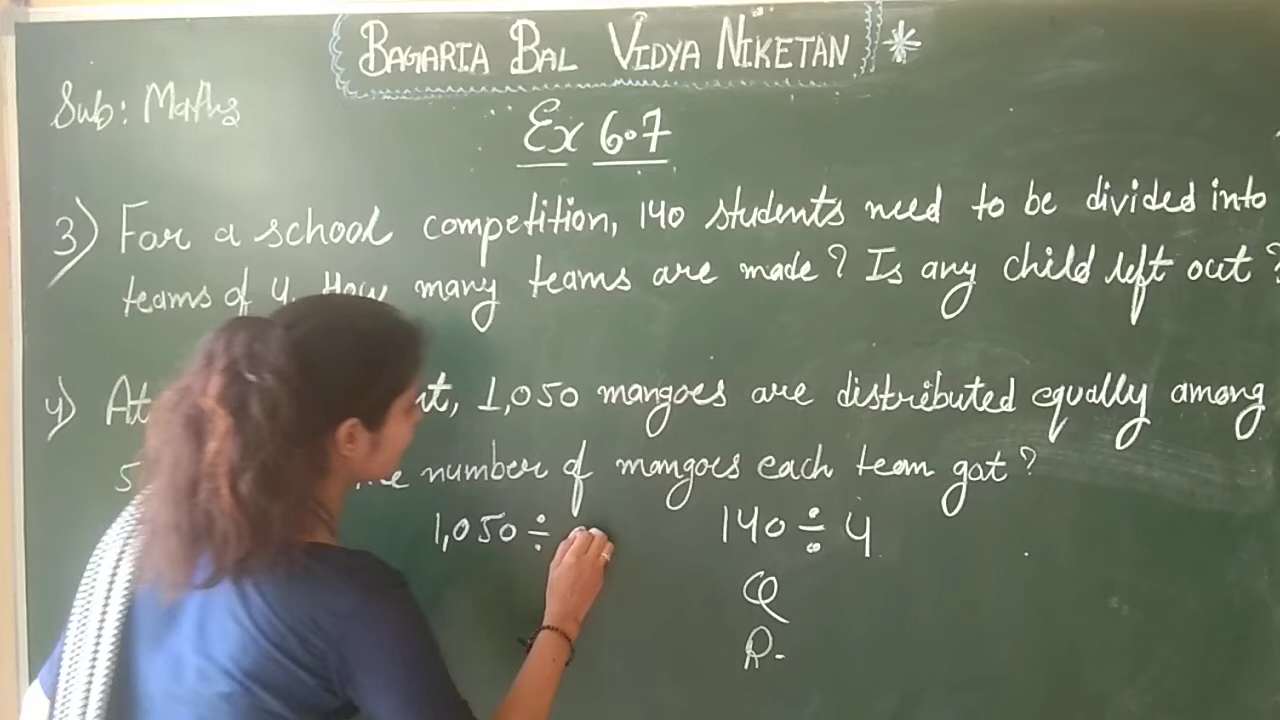 BAGARIA BAL VIDYA NIKETAN
Sub: Maths
Ex 6.7
3) For a school competition, 140 students need to be divided into
teams of 4. How many teams are made? Is any child left out?
4) At 1,050 mangoes are distributed equally among
5 number of mangoes each team got?
1,050 ÷ 140 ÷ 4
Q
R